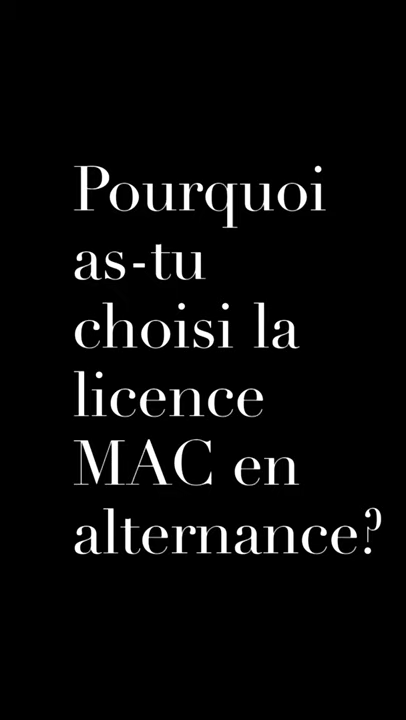 Pourquoi
as-tu
choisi la
licence
MAC en
alternance?